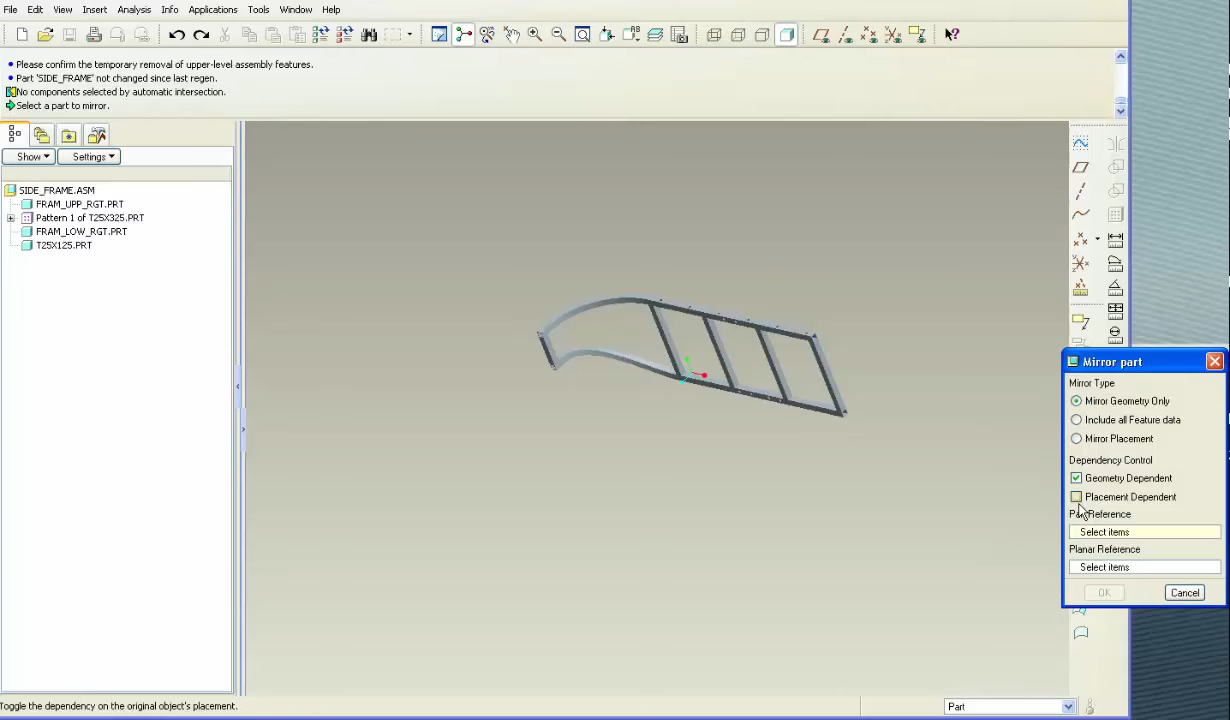 File Edit View Insert Analysis Info Applications Tools Window Help
Please confirm the temporary removal of upper-level assembly features.
Part 'SIDE_FRAME' not changed since last regen.
No components selected by automatic intersection.
Select a part to mirror.
Show Settings
SIDE_FRAME.ASM
FRAM_UPP_RGT.PRT
Pattern 1 of T25X325.PRT
FRAM_LOW_RGT.PRT
T25X125.PRT
Mirror part
Mirror Type
Mirror Geometry Only
Include all Feature data
Mirror Placement
Dependency Control
Geometry Dependent
Placement Dependent
Reference
Select items
Planar Reference
Select items
OK Cancel
Toggle the dependency on the original object's placement.
Part